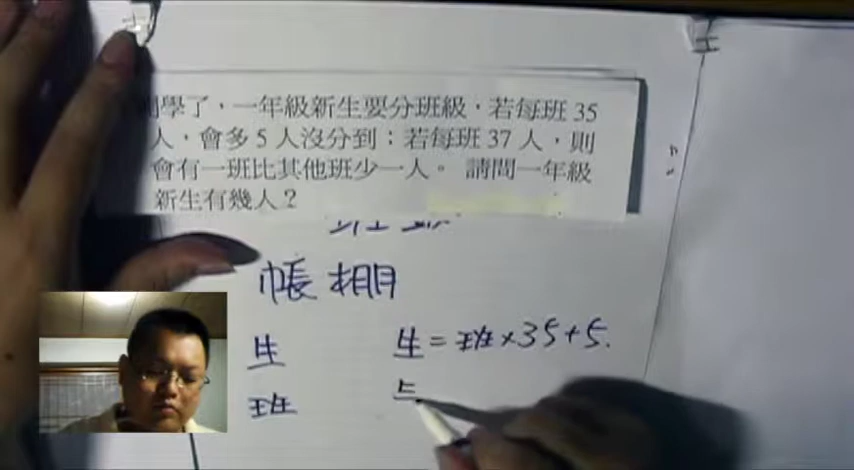 學了，一年級新生要分班級，若每班 35
人，會多 5 人沒分到；若每班 37 人，則
會有一班比其他班少一人。 請問一年級
新生有幾人？
帳棚
生 生=班×35+5.
班